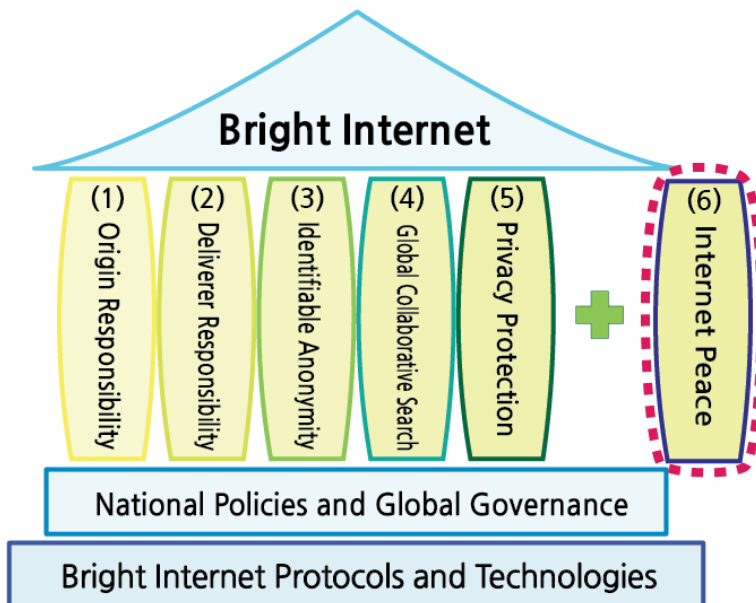 Bright Internet
(1) Origin Responsibility
(2) Deliverer Responsibility
(3) Identifiable Anonymity
(4) Global Collaborative Search
(5) Privacy Protection
(6) Internet Peace
National Policies and Global Governance
Bright Internet Protocols and Technologies